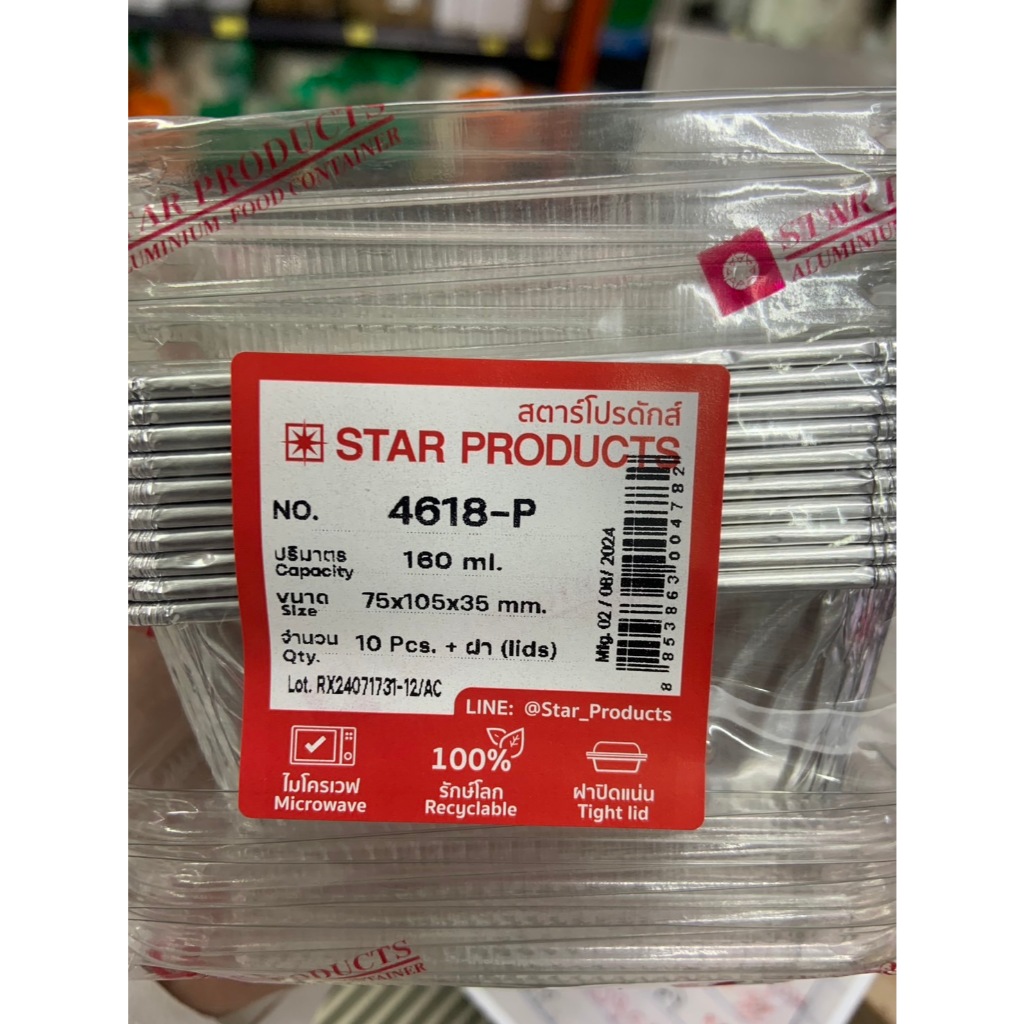 STAR PRODUCTS
ALUMINIUM FOOD CONTAINER
STAR P
ALUMINIUM
สตาร์โปรดักส์
STAR PRODUCTS
NO. 4618-P
ปริมาตร
Capacity 160 ml.
ขนาด
Size 75x105x35 mm.
จำนวน
Qty. 10 Pcs. + ฝา (lids)
Lot. RX24071731-12/AC
Mfg. 02/08/2024
8 853863 004782
LINE: @Star_Products
ไมโครเวฟ
Microwave
100%
รักษ์โลก
Recyclable
ฝาปิดแน่น
Tight lid
ODUCTS
CONTAINER